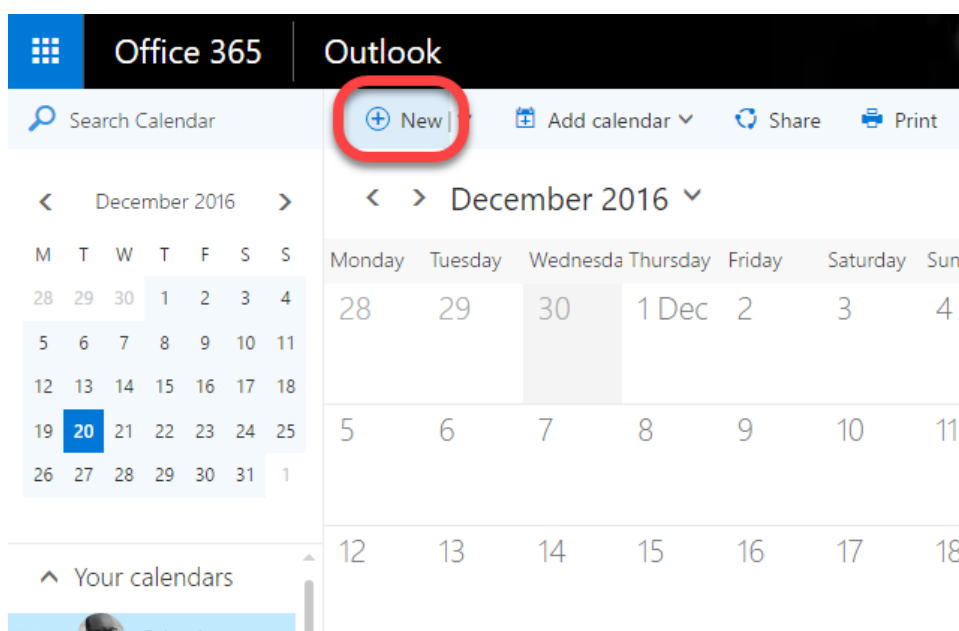 Office 365 Outlook
Search Calendar
New Add calendar Share Print
December 2016
M T W T F S S
28 29 30 1 2 3 4
5 6 7 8 9 10 11
12 13 14 15 16 17 18
19 20 21 22 23 24 25
26 27 28 29 30 31 1
Your calendars
December 2016
Monday Tuesday Wednesda Thursday Friday Saturday Sun
28 29 30 1 Dec 2 3 4
5 6 7 8 9 10 11
12 13 14 15 16 17 18